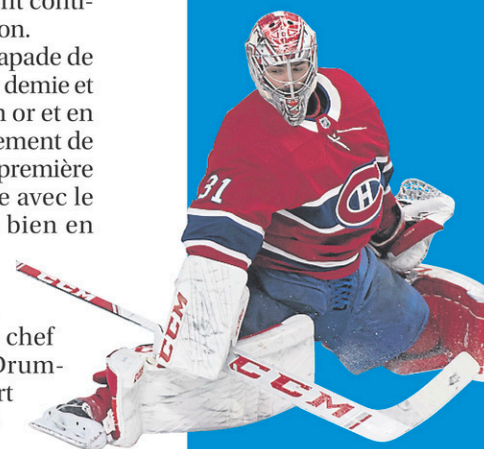 nt conti-
on.
apade de
demie et
n or et en
ement de
première
e avec le
bien en
chef
Drum-
rt
31
H
CCM
CCM
CCM